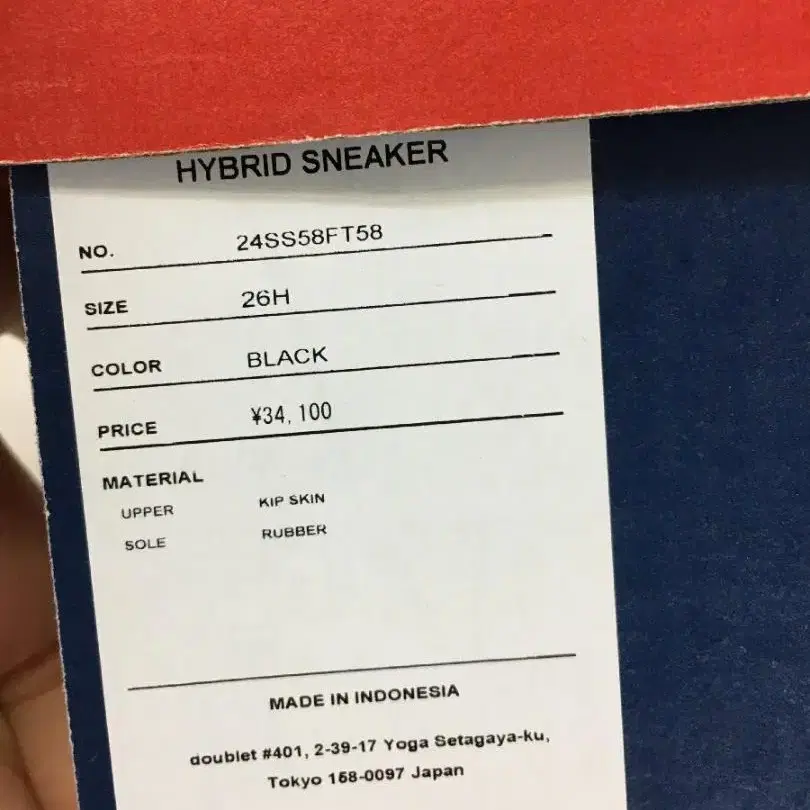 HYBRID SNEAKER
NO. 24SS58FT58
SIZE 26H
COLOR BLACK
PRICE ¥34,100
MATERIAL
UPPER KIP SKIN
SOLE RUBBER
MADE IN INDONESIA
doublet #401, 2-39-17 Yoga Setagaya-ku,
Tokyo 158-0097 Japan